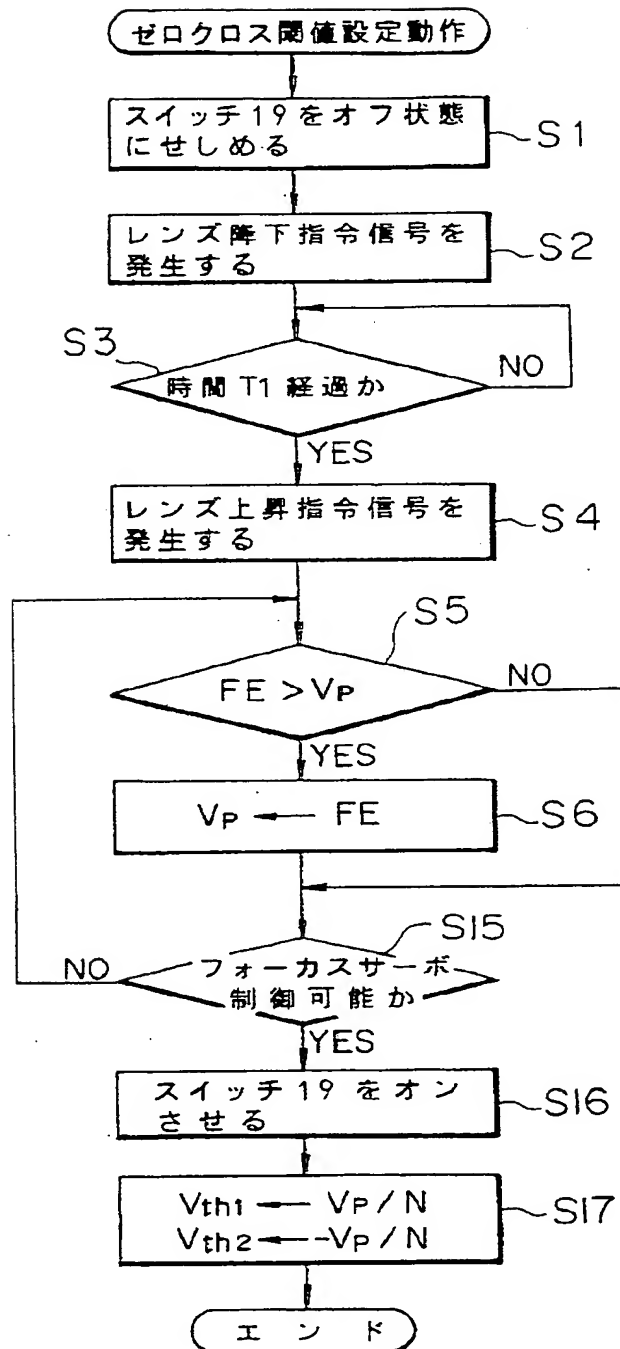 ゼロクロス閾値設定動作
スイッチ19をオフ状態
にせしめる
S1
レンズ降下指令信号を
発生する
S2
S3
時間T1経過か
NO
YES
レンズ上昇指令信号を
発生する
S4
S5
FE>VP
NO
YES
VP ← FE
S6
S15
フォーカスサーボ
制御可能か
NO
YES
スイッチ19をオン
させる
S16
Vth1 ← VP/N
Vth2 ← -VP/N
S17
エンド